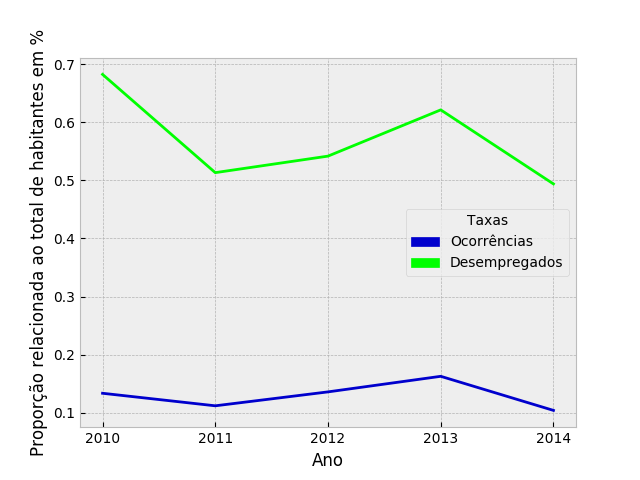 Proporção relacionada ao total de habitantes em %
0.7
0.6
0.5
0.4
0.3
0.2
0.1
Taxas
Ocorrências
Desempregados
2010 2011 2012 2013 2014
Ano